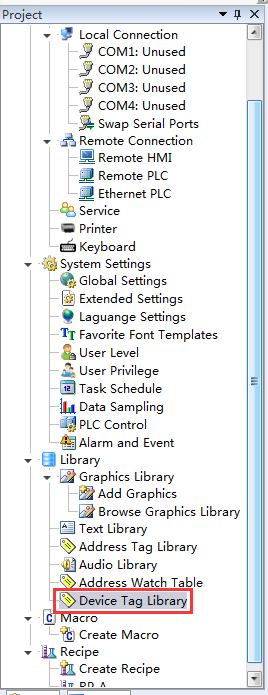 Project
Local Connection
COM1: Unused
COM2: Unused
COM3: Unused
COM4: Unused
Swap Serial Ports
Remote Connection
Remote HMI
Remote PLC
Ethernet PLC
Service
Printer
Keyboard
System Settings
Global Settings
Extended Settings
Laguange Settings
Favorite Font Templates
User Level
User Privilege
Task Schedule
Data Sampling
PLC Control
Alarm and Event
Library
Graphics Library
Add Graphics
Browse Graphics Library
Text Library
Address Tag Library
Audio Library
Address Watch Table
Device Tag Library
Macro
Create Macro
Recipe
Create Recipe